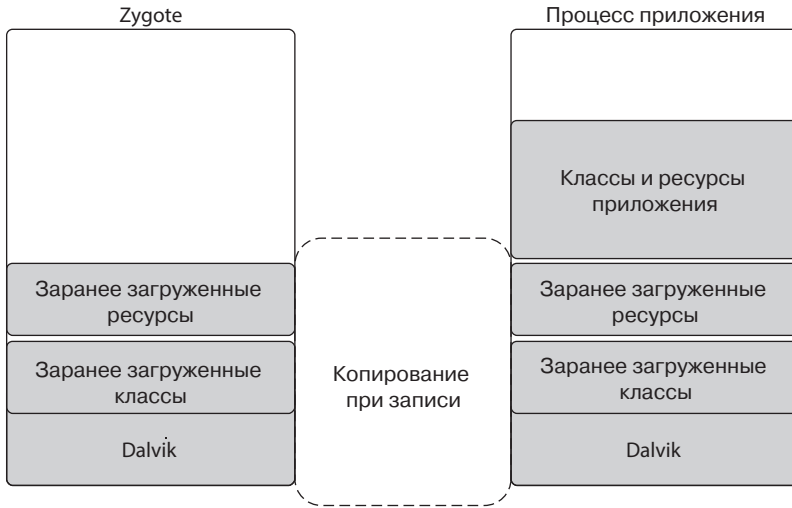 Zygote
Процесс приложения
Классы и ресурсы
приложения
Заранее загруженные
ресурсы
Заранее загруженные
ресурсы
Заранее загруженные
классы
Копирование
при записи
Заранее загруженные
классы
Dalvik
Dalvik